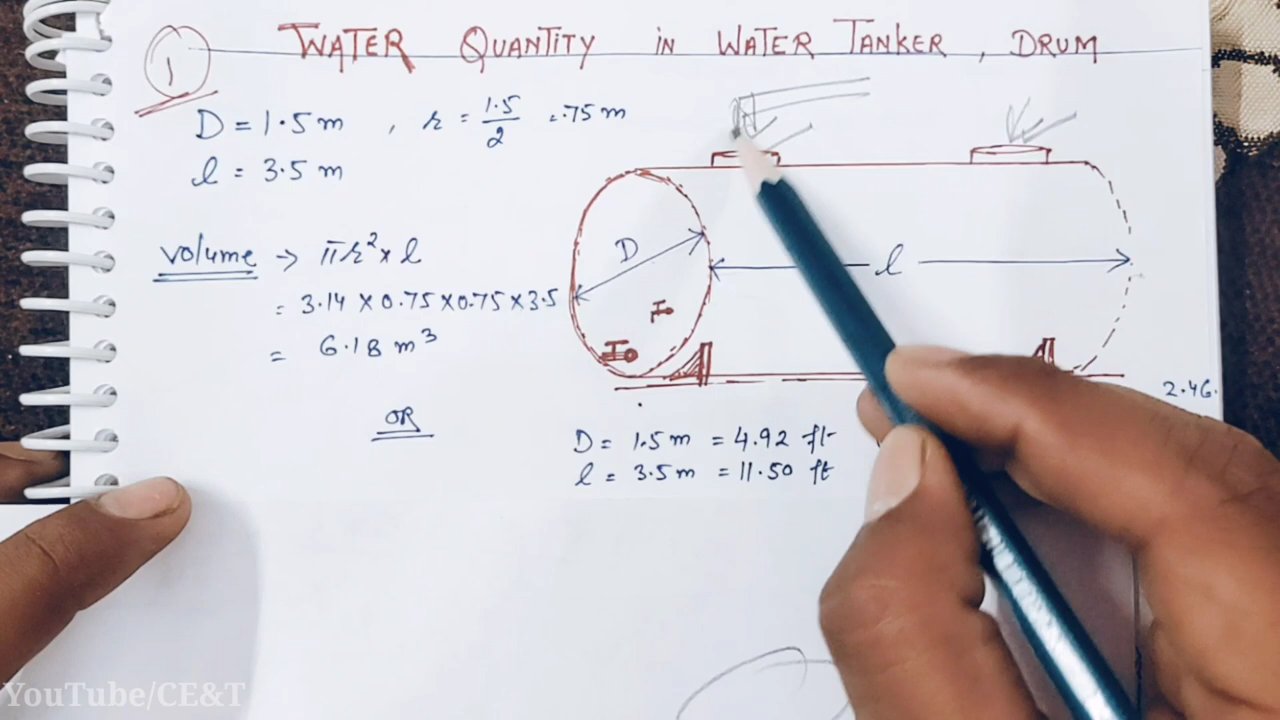 1
WATER QUANTITY in WATER TANKER, DRUM
D = 1.5 m , r = 1.5/2 = .75 m
l = 3.5 m
volume → πr² × l
= 3.14 × 0.75 × 0.75 × 3.5
= 6.18 m³
OR
D
l
2.46
D = 1.5 m = 4.92 ft
l = 3.5 m = 11.50 ft
YouTube/CE&T